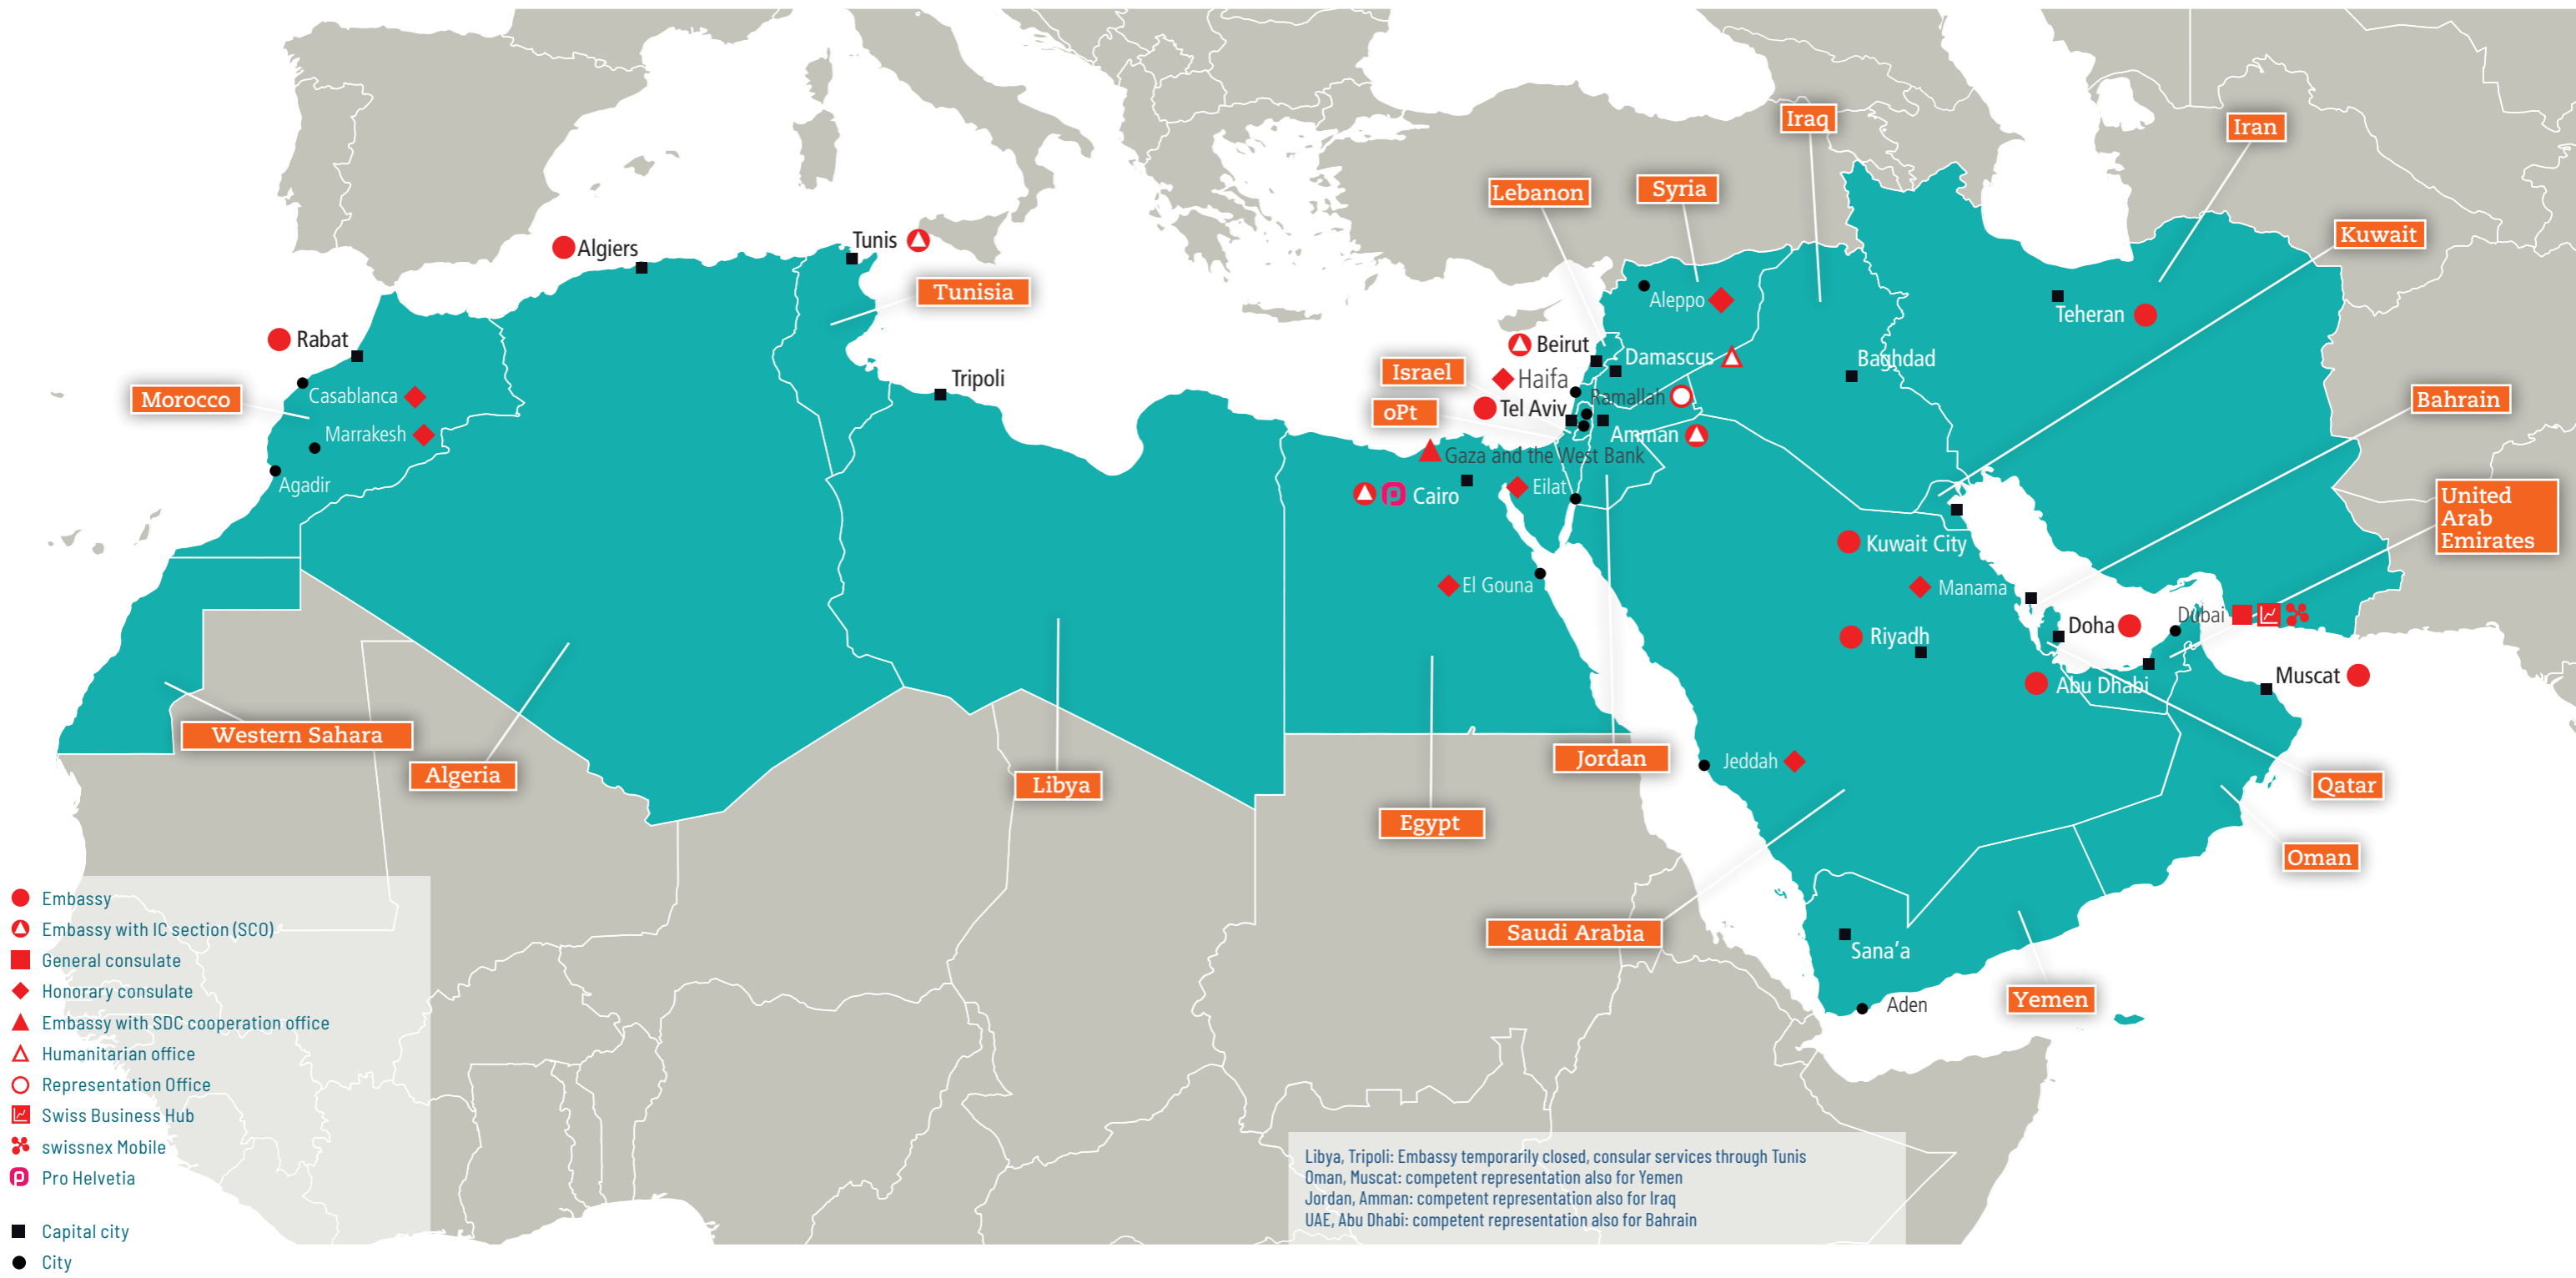 Iraq
Iran
Lebanon
Syria
Kuwait
Algiers
Tunis
Tunisia
Aleppo
Teheran
Rabat
Beirut
Damascus
Baghdad
Morocco
Casablanca
Tripoli
Israel
Haifa
Ramallah
Bahrain
oPt
Tel Aviv
Marrakesh
Amman
Gaza and the West Bank
Agadir
Cairo
Eilat
United
Arab
Emirates
Kuwait City
El Gouna
Manama
Dubai
Riyadh
Doha
Abu Dhabi
Muscat
Western Sahara
Algeria
Libya
Jordan
Jeddah
Qatar
Egypt
Oman
Saudi Arabia
Sana’a
Yemen
Aden
Embassy
Embassy with IC section (SCO)
General consulate
Honorary consulate
Embassy with SDC cooperation office
Humanitarian office
Representation Office
Swiss Business Hub
swissnex Mobile
Pro Helvetia
Capital city
City
Libya, Tripoli: Embassy temporarily closed, consular services through Tunis
Oman, Muscat: competent representation also for Yemen
Jordan, Amman: competent representation also for Iraq
UAE, Abu Dhabi: competent representation also for Bahrain